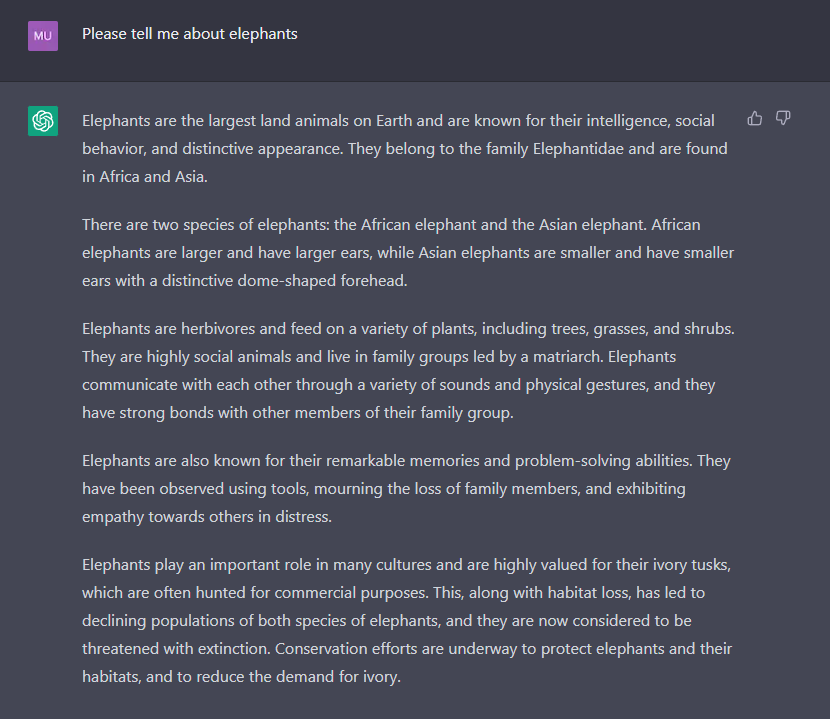 MU
Please tell me about elephants
Elephants are the largest land animals on Earth and are known for their intelligence, social
behavior, and distinctive appearance. They belong to the family Elephantidae and are found
in Africa and Asia.
There are two species of elephants: the African elephant and the Asian elephant. African
elephants are larger and have larger ears, while Asian elephants are smaller and have smaller
ears with a distinctive dome-shaped forehead.
Elephants are herbivores and feed on a variety of plants, including trees, grasses, and shrubs.
They are highly social animals and live in family groups led by a matriarch. Elephants
communicate with each other through a variety of sounds and physical gestures, and they
have strong bonds with other members of their family group.
Elephants are also known for their remarkable memories and problem-solving abilities. They
have been observed using tools, mourning the loss of family members, and exhibiting
empathy towards others in distress.
Elephants play an important role in many cultures and are highly valued for their ivory tusks,
which are often hunted for commercial purposes. This, along with habitat loss, has led to
declining populations of both species of elephants, and they are now considered to be
threatened with extinction. Conservation efforts are underway to protect elephants and their
habitats, and to reduce the demand for ivory.